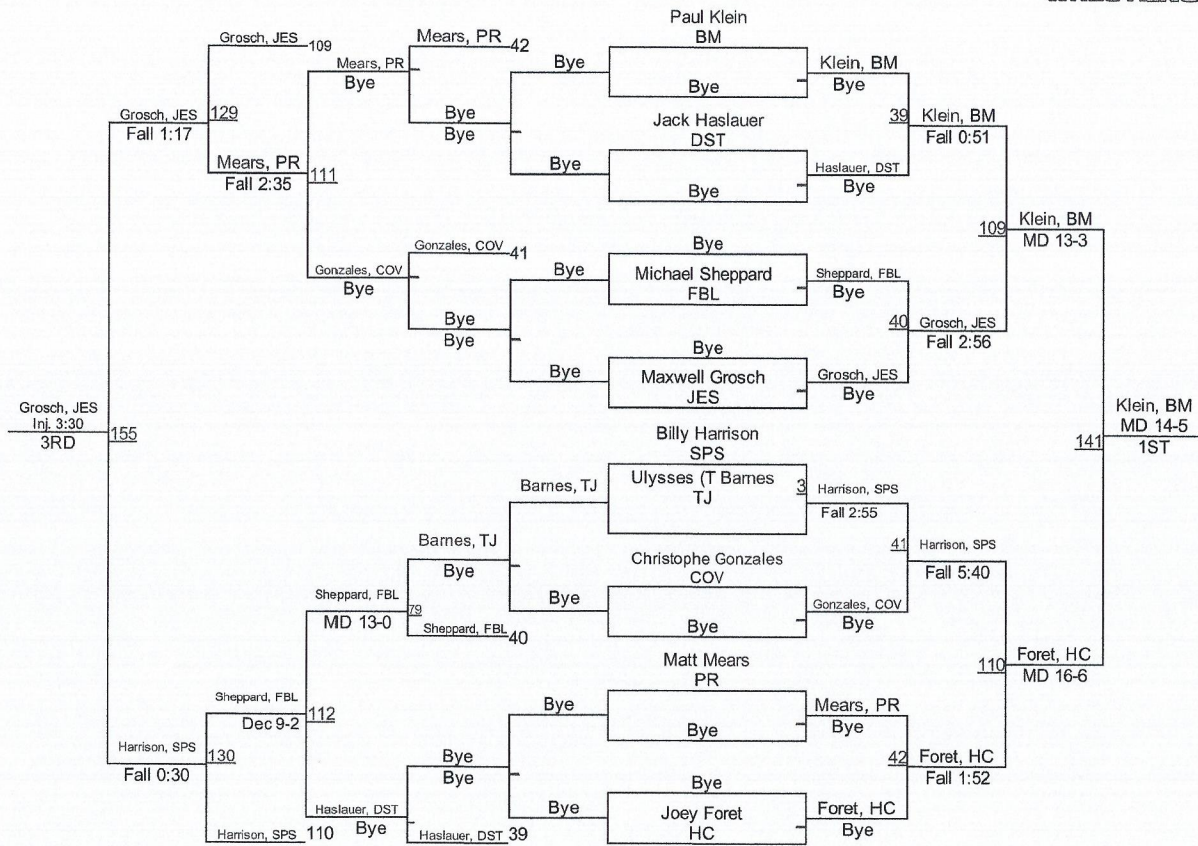 Paul Klein
BM
Grosch, JES 109
Mears, PR 42
Mears, PR
Bye
Bye
Bye
Klein, BM
Bye
Jack Haslauer
DST
39
Klein, BM
Fall 0:51
Grosch, JES
Fall 1:17
129
Bye
Bye
Mears, PR
Fall 2:35
111
Bye
Bye
Haslauer, DST
Bye
109
Klein, BM
MD 13-3
Gonzales, COV 41
Gonzales, COV
Bye
Bye
Bye
Michael Sheppard
FBL
Sheppard, FBL
Bye
Bye
Bye
40
Grosch, JES
Fall 2:56
Bye
Bye
Maxwell Grosch
JES
Grosch, JES
Bye
Grosch, JES
Inj. 3:30
3RD
155
141
Klein, BM
MD 14-5
1ST
Billy Harrison
SPS
Barnes, TJ
Ulysses (T Barnes
TJ
3
Harrison, SPS
Fall 2:55
Barnes, TJ
Bye
41
Harrison, SPS
Fall 5:40
Christophe Gonzales
COV
Sheppard, FBL
MD 13-0
79
Bye
Bye
Gonzales, COV
Bye
Sheppard, FBL 40
Matt Mears
PR
110
Foret, HC
MD 16-6
Sheppard, FBL
Dec 9-2
112
Bye
Bye
Mears, PR
Bye
Harrison, SPS
Fall 0:30
130
Bye
Bye
42
Foret, HC
Fall 1:52
Bye
Haslauer, DST
Bye
Bye
Joey Foret
HC
Foret, HC
Bye
Harrison, SPS 110
Haslauer, DST 39